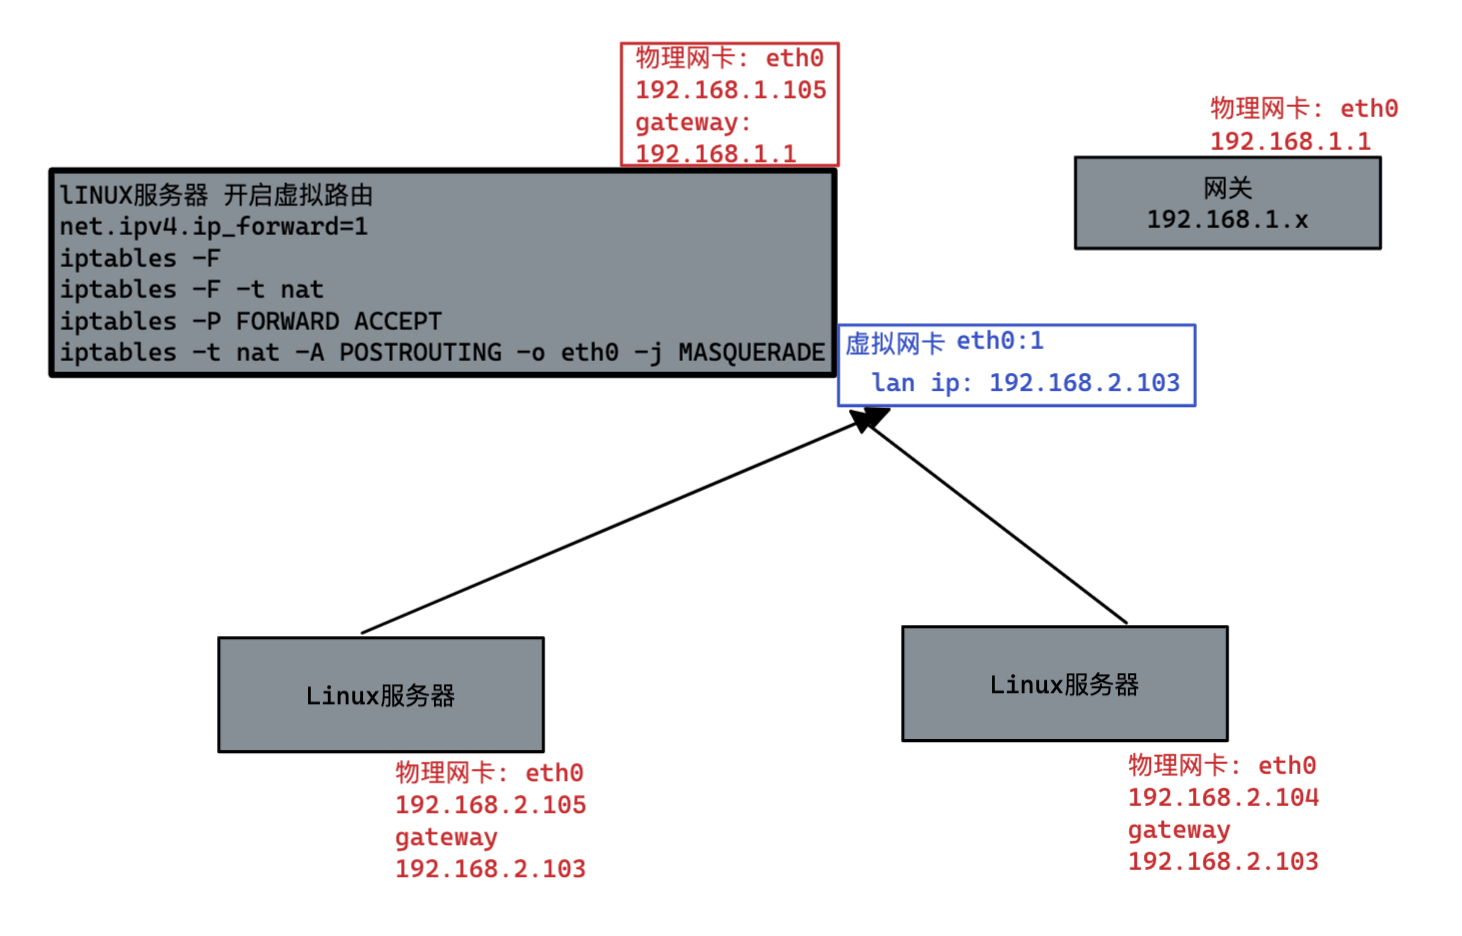 物理网卡: eth0
192.168.1.105
gateway:
192.168.1.1
物理网卡: eth0
192.168.1.1
网关
192.168.1.x
lINUX服务器 开启虚拟路由
net.ipv4.ip_forward=1
iptables -F
iptables -F -t nat
iptables -P FORWARD ACCEPT
iptables -t nat -A POSTROUTING -o eth0 -j MASQUERADE
虚拟网卡 eth0:1
lan ip: 192.168.2.103
Linux服务器
物理网卡: eth0
192.168.2.105
gateway
192.168.2.103
Linux服务器
物理网卡: eth0
192.168.2.104
gateway
192.168.2.103